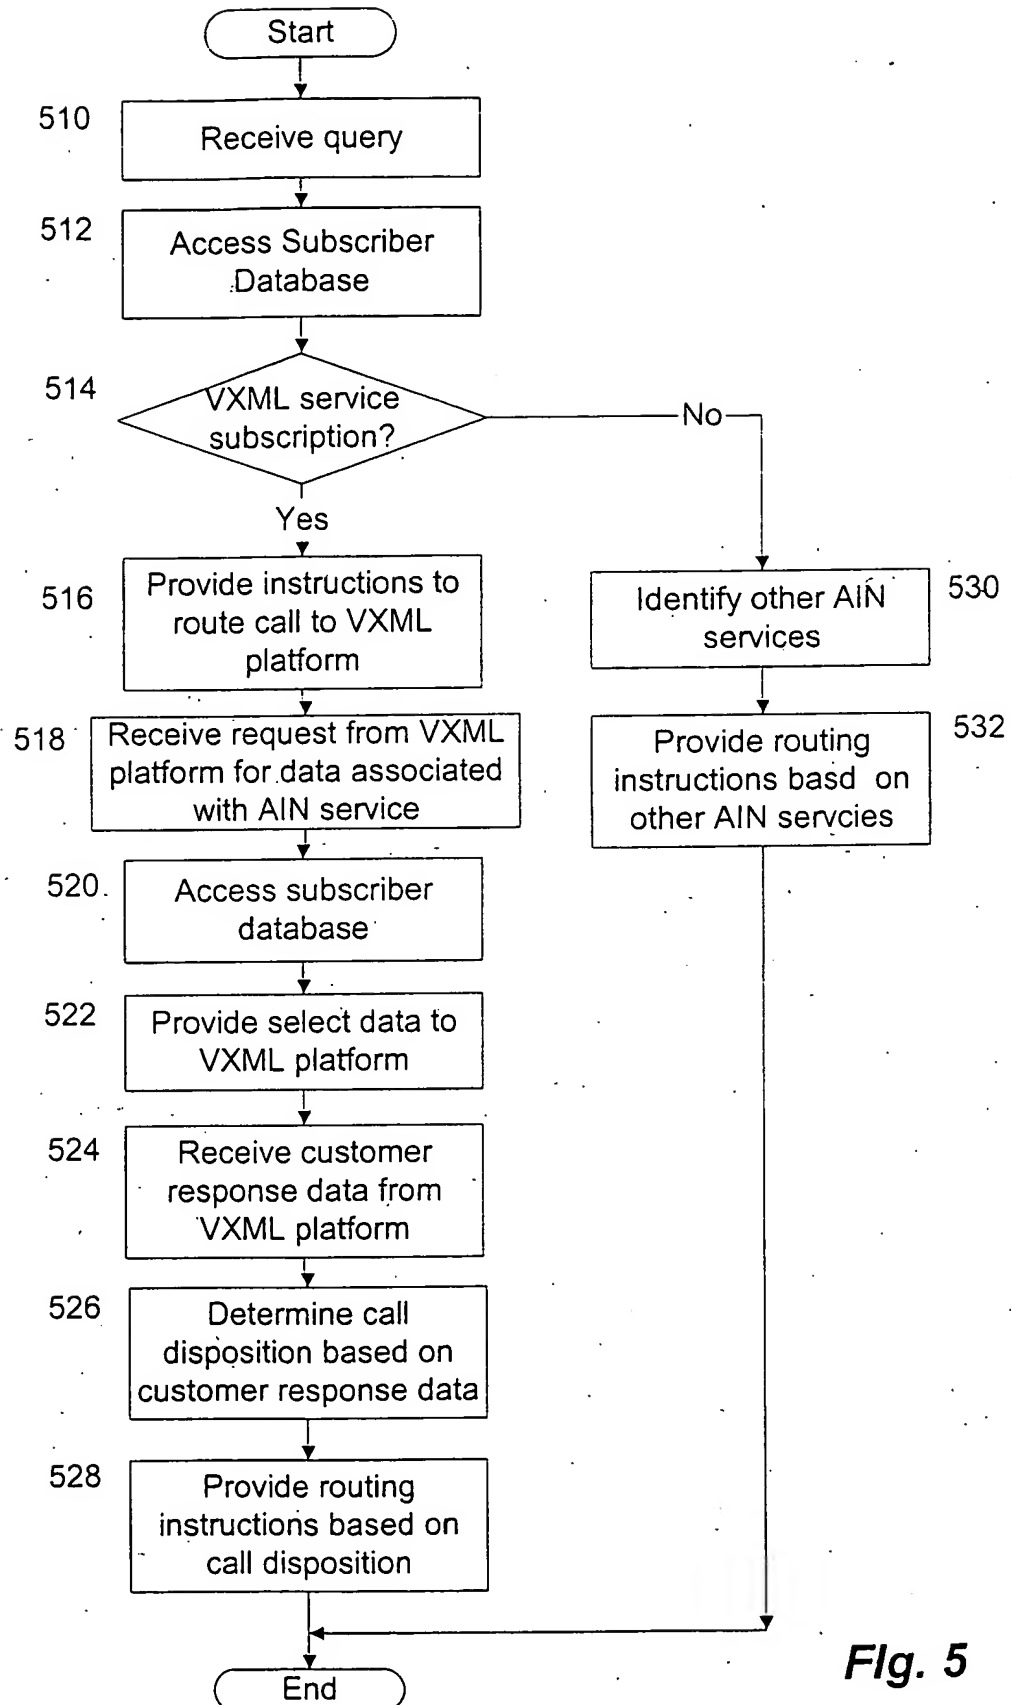 Start
510
Receive query
512
Access Subscriber
Database
514
VXML service
subscription?
No
Yes
516
Provide instructions to
route call to VXML
platform
530
Identify other AIN
services
518
Receive request from VXML
platform for data associated
with AIN service
532
Provide routing
instructions basd on
other AIN servcies
520
Access subscriber
database
522
Provide select data to
VXML platform
524
Receive customer
response data from
VXML platform
526
Determine call
disposition based on
customer response data
528
Provide routing
instructions based on
call disposition
End
FIg. 5